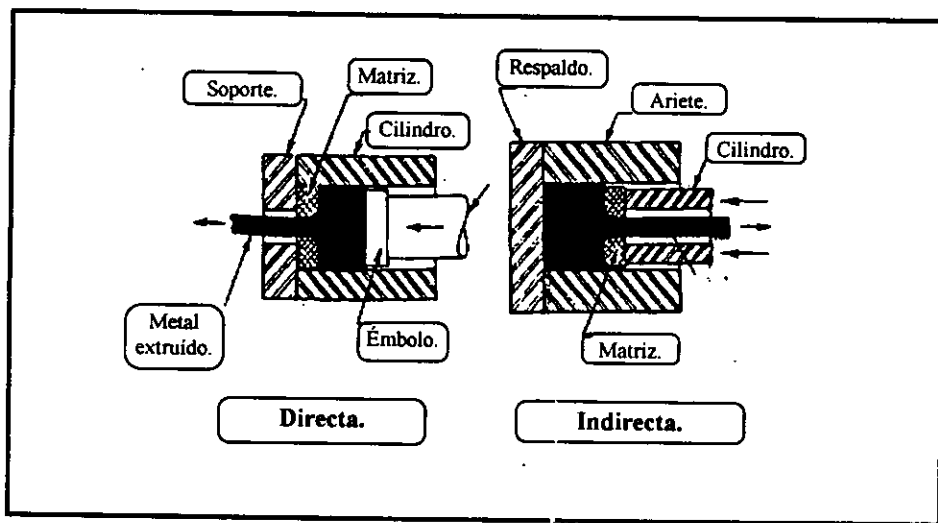 Soporte.
Matriz.
Cilindro.
Metal
extruído.
Émbolo.
Directa.
Respaldo.
Ariete.
Cilindro.
Matriz.
Indirecta.